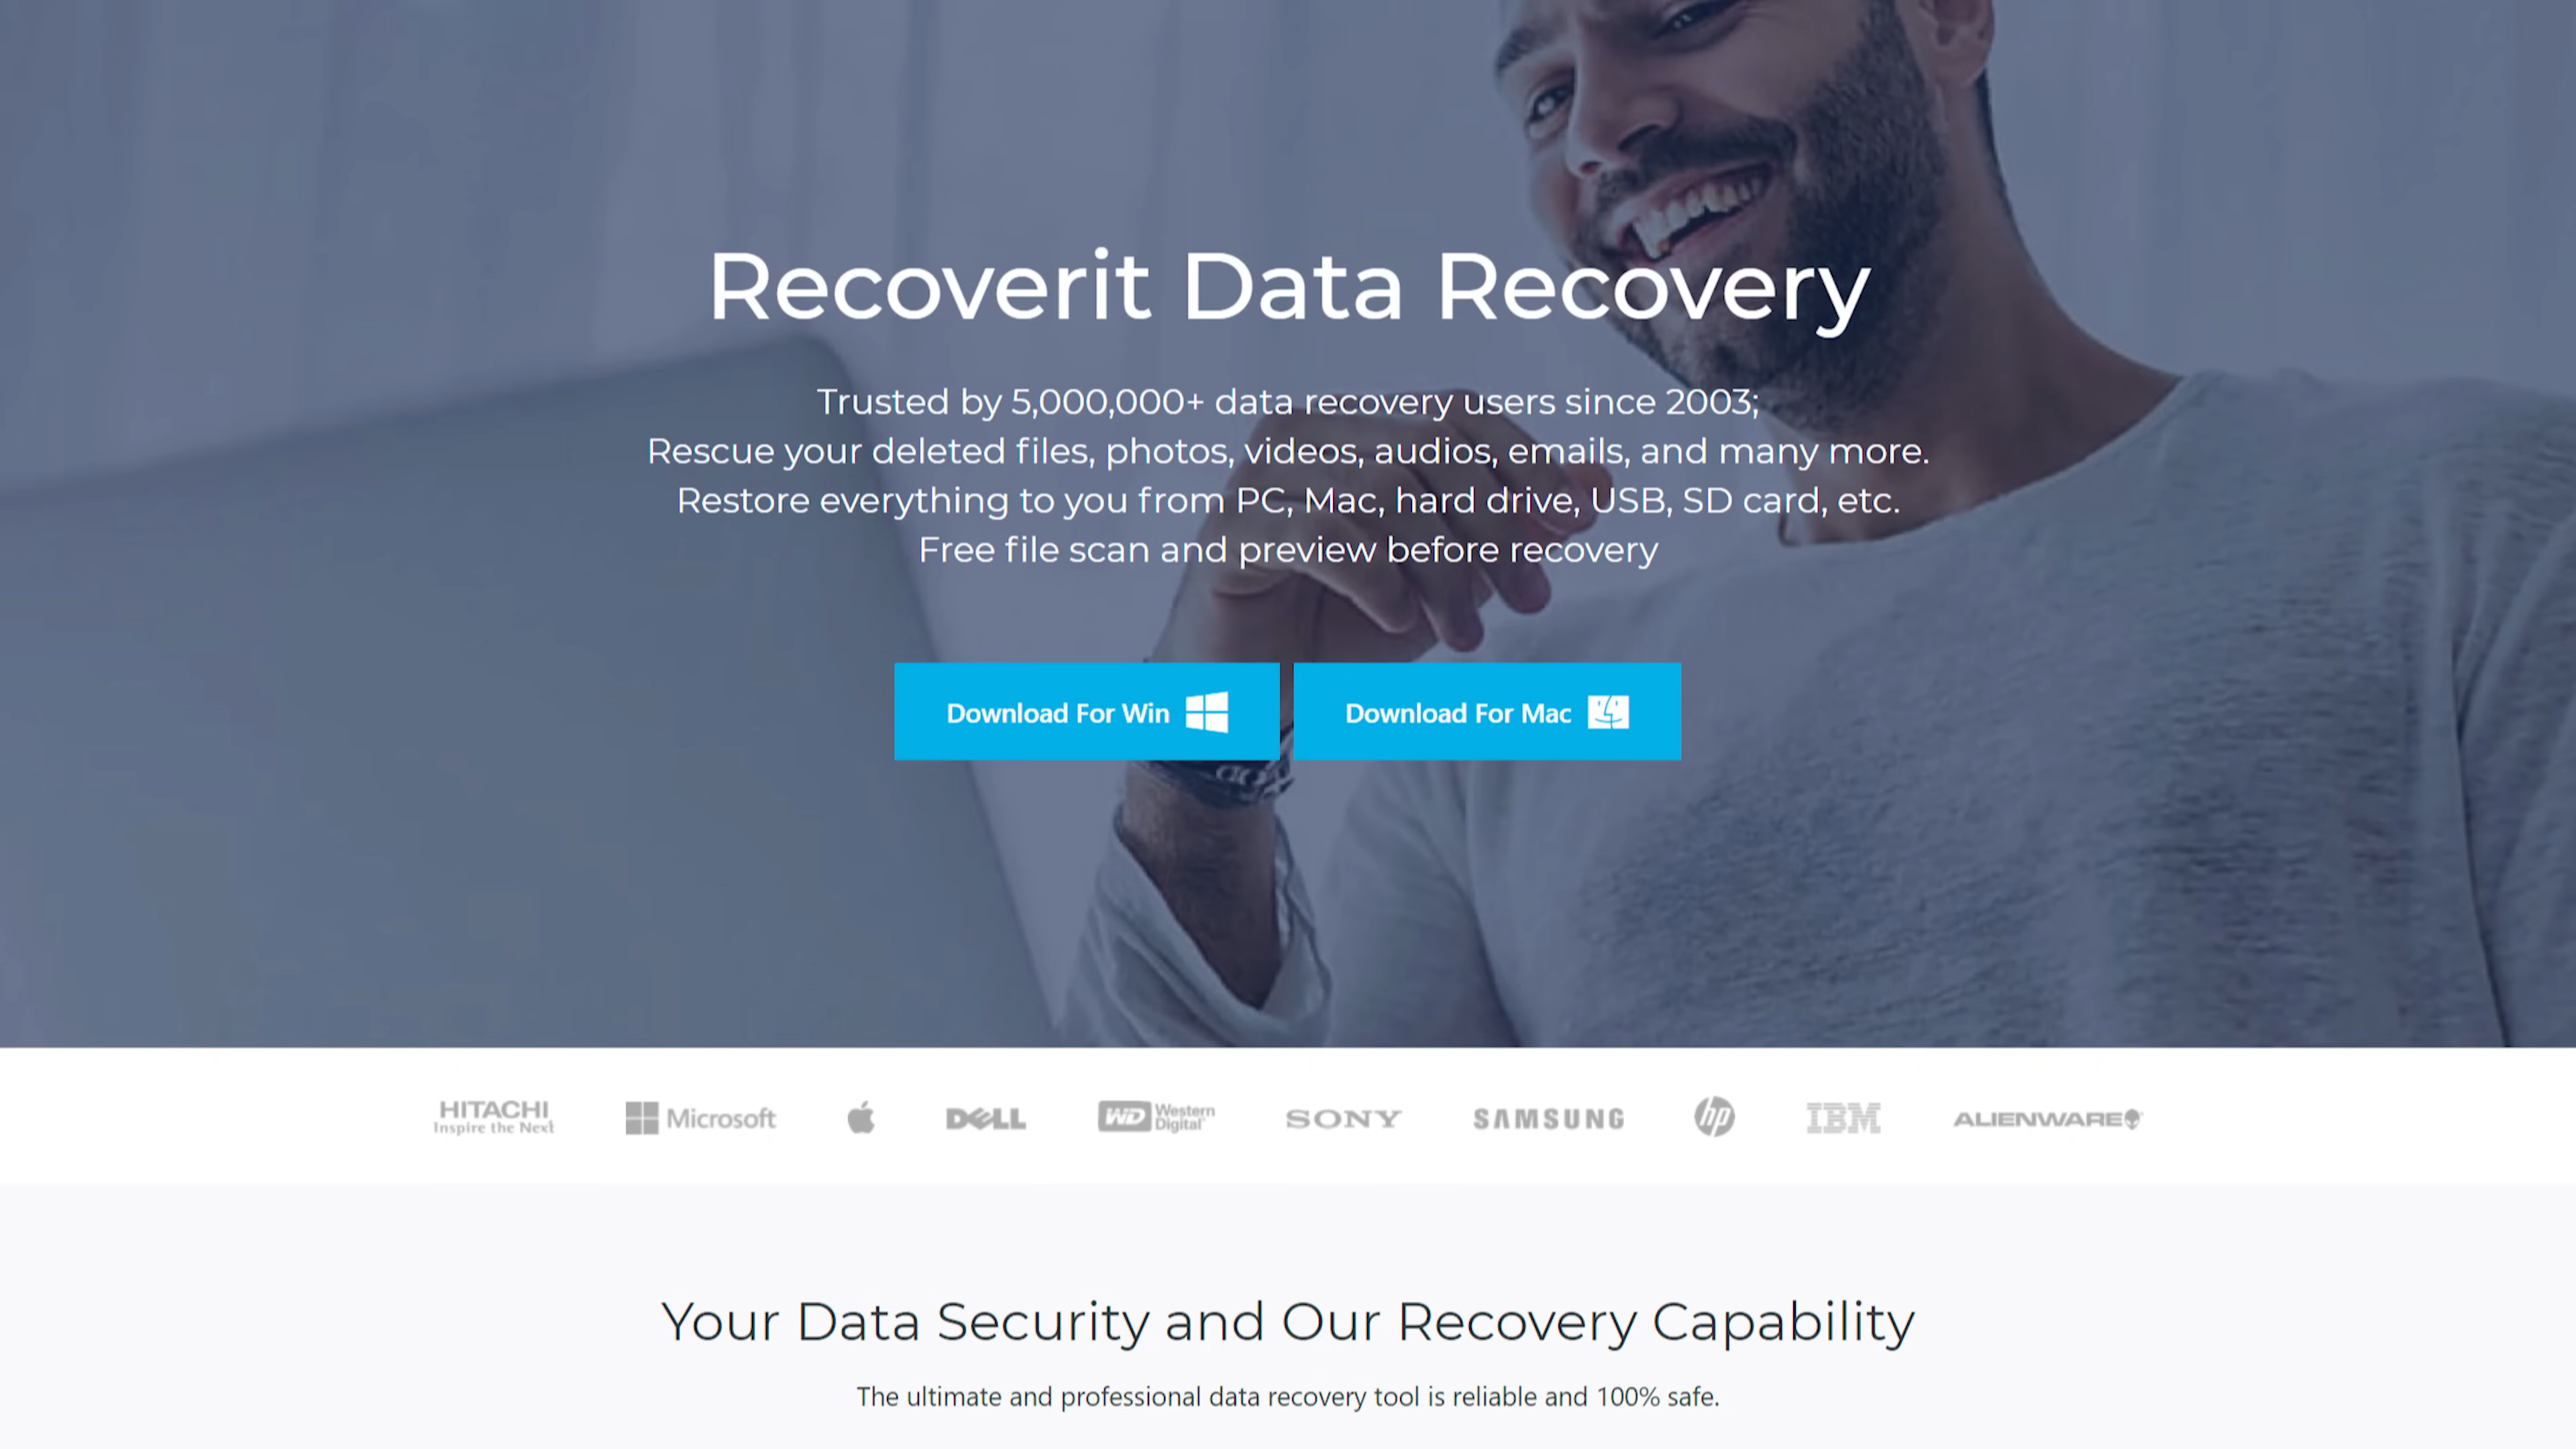 Recoverit Data Recovery
Trusted by 5,000,000+ data recovery users since 2003;
Rescue your deleted files, photos, videos, audios, emails, and many more.
Restore everything to you from PC, Mac, hard drive, USB, SD card, etc.
Free file scan and preview before recovery
Download For Win
Download For Mac
HITACHI
Inspire the Next
Microsoft
DELL
WD Western Digital
SONY
SAMSUNG
hp
IBM
ALIENWARE
Your Data Security and Our Recovery Capability
The ultimate and professional data recovery tool is reliable and 100% safe.